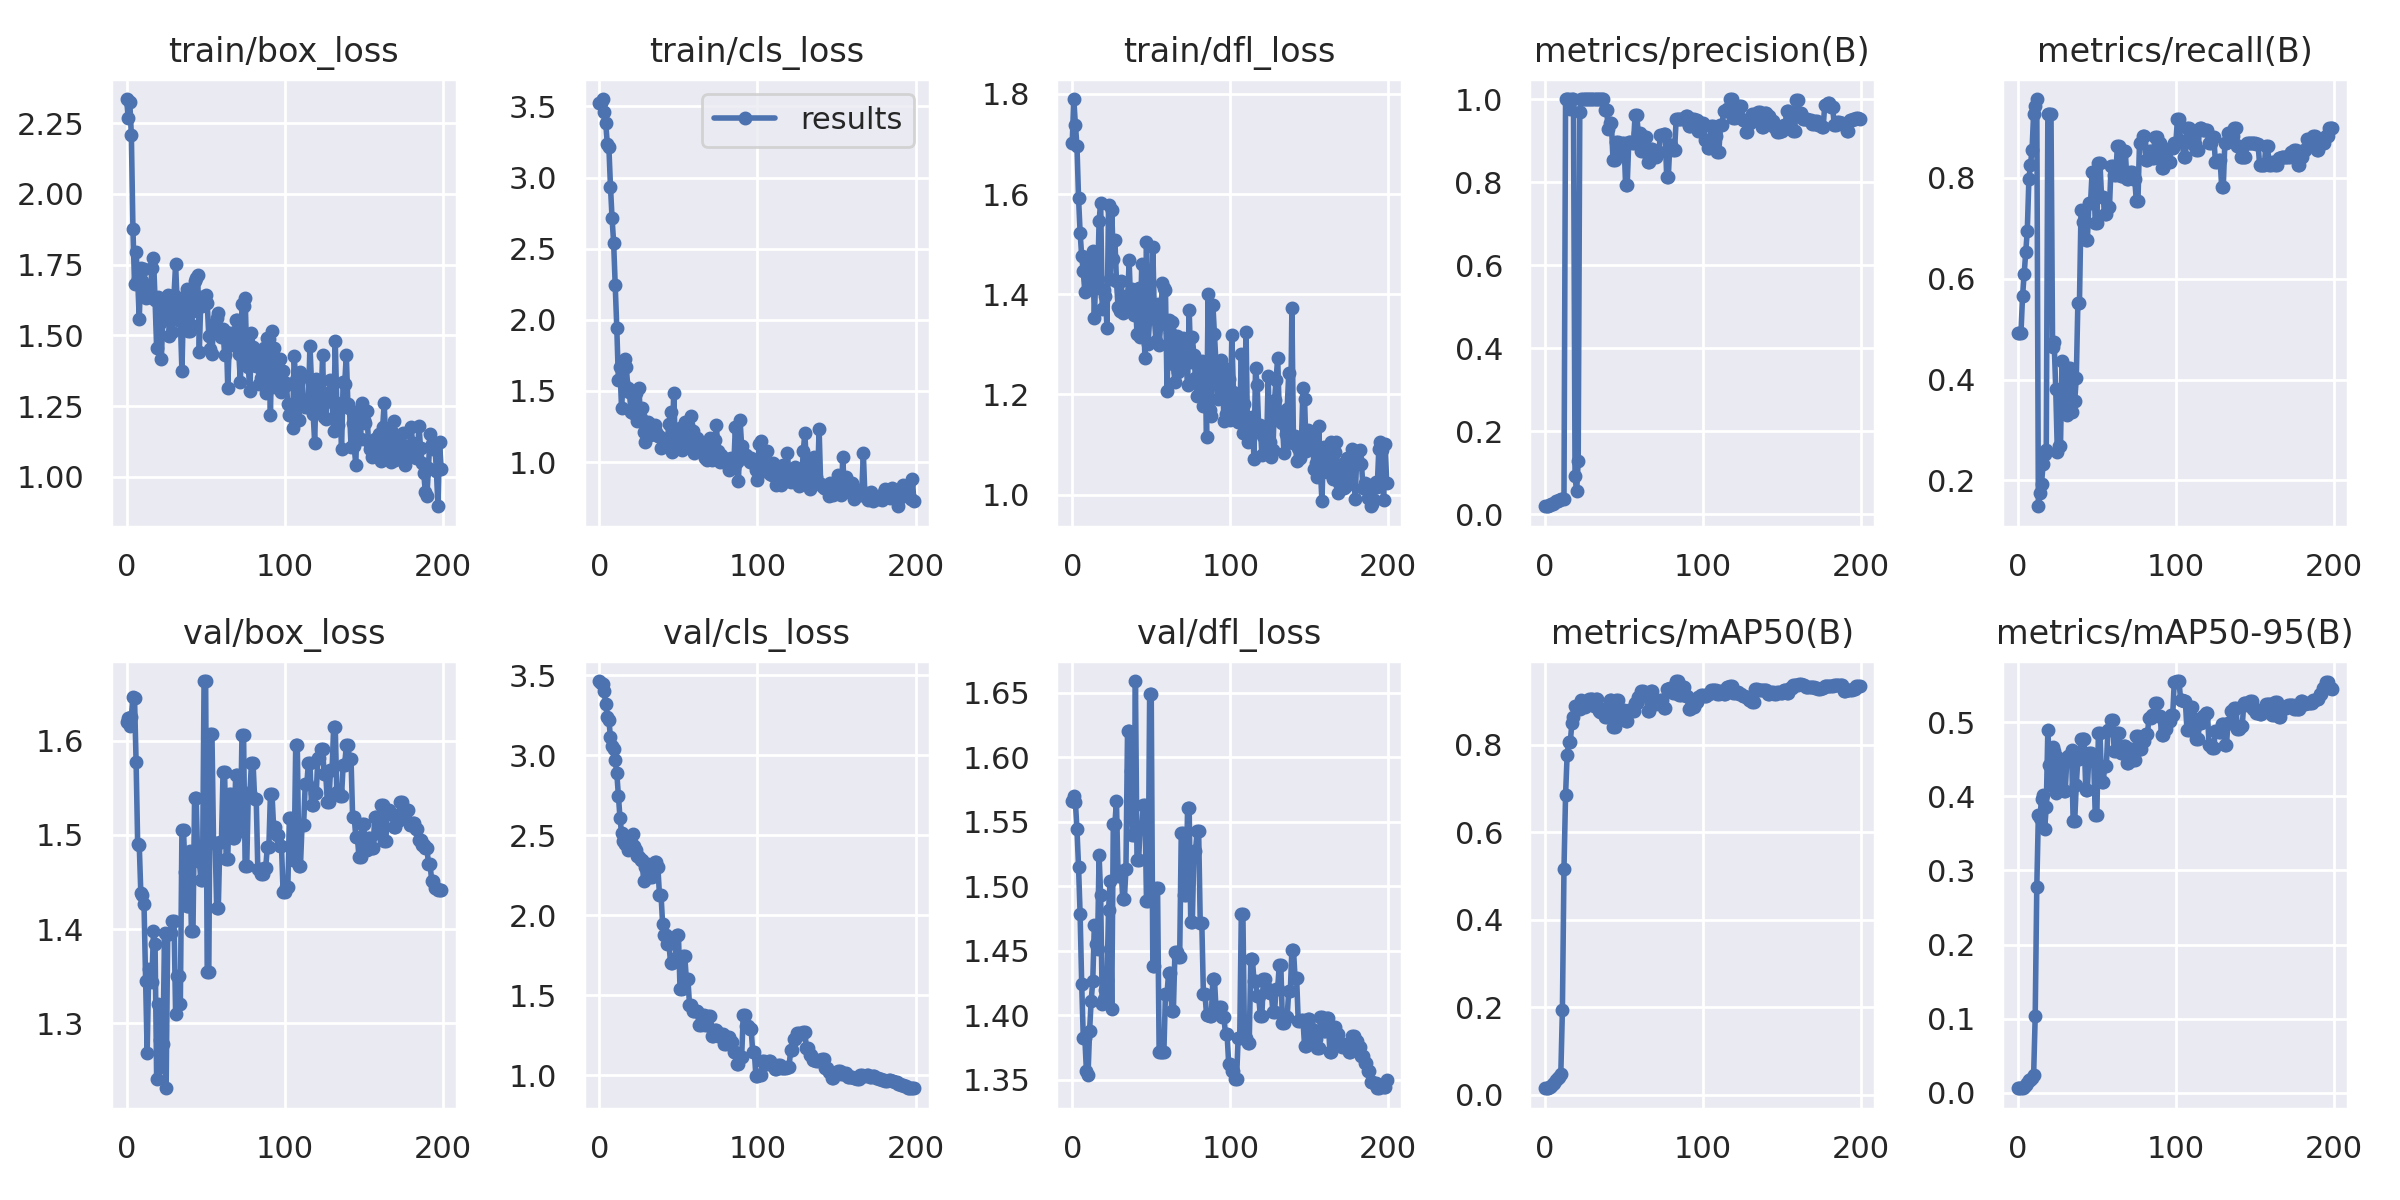 train/box_loss
2.25
2.00
1.75
1.50
1.25
1.00
0 100 200
train/cls_loss
results
3.5
3.0
2.5
2.0
1.5
1.0
0 100 200
train/dfl_loss
1.8
1.6
1.4
1.2
1.0
0 100 200
metrics/precision(B)
1.0
0.8
0.6
0.4
0.2
0.0
0 100 200
metrics/recall(B)
0.8
0.6
0.4
0.2
0 100 200
val/box_loss
1.6
1.5
1.4
1.3
0 100 200
val/cls_loss
3.5
3.0
2.5
2.0
1.5
1.0
0 100 200
val/dfl_loss
1.65
1.60
1.55
1.50
1.45
1.40
1.35
0 100 200
metrics/mAP50(B)
0.8
0.6
0.4
0.2
0.0
0 100 200
metrics/mAP50-95(B)
0.5
0.4
0.3
0.2
0.1
0.0
0 100 200